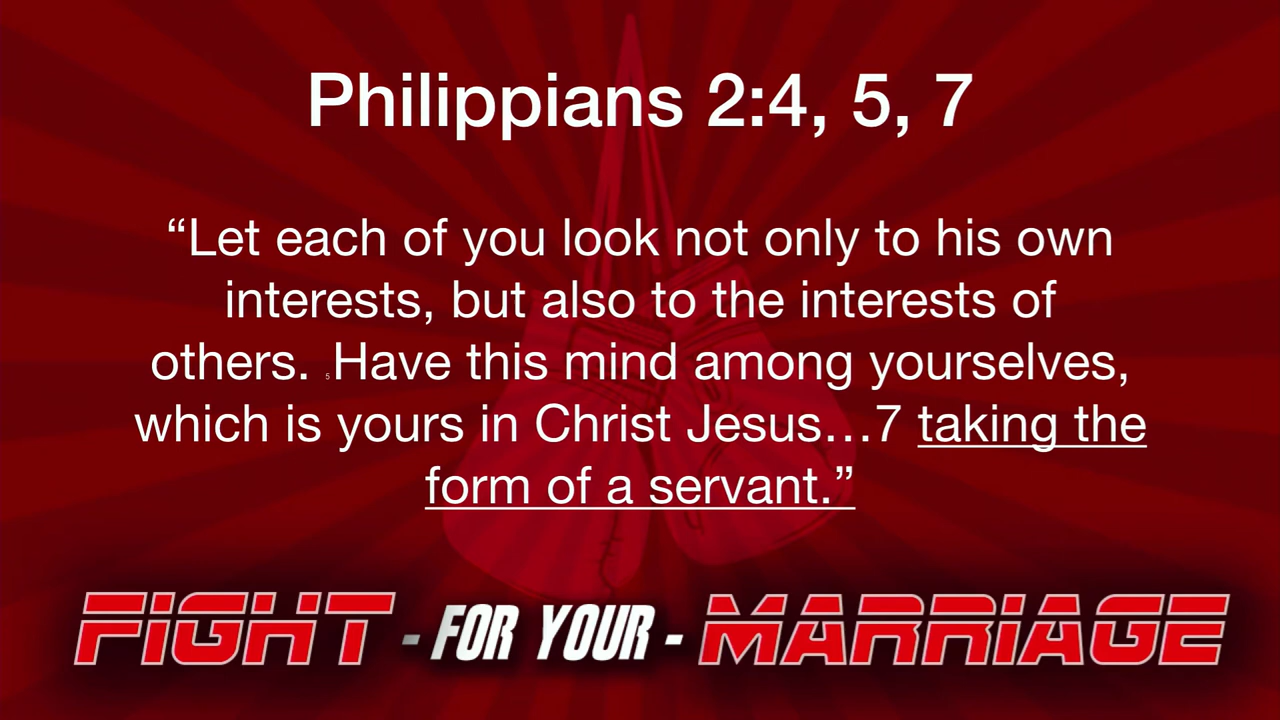 Philippians 2:4, 5, 7
“Let each of you look not only to his own
interests, but also to the interests of
others. 5 Have this mind among yourselves,
which is yours in Christ Jesus…7 taking the
form of a servant.”
FIGHT - FOR YOUR - MARRIAGE